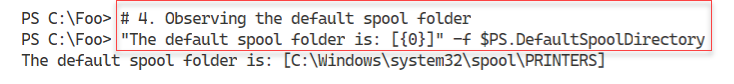 PS C:\Foo> # 4. Observing the default spool folder
PS C:\Foo> "The default spool folder is: [{0}]" -f $PS.DefaultSpoolDirectory
The default spool folder is: [C:\Windows\system32\spool\PRINTERS]